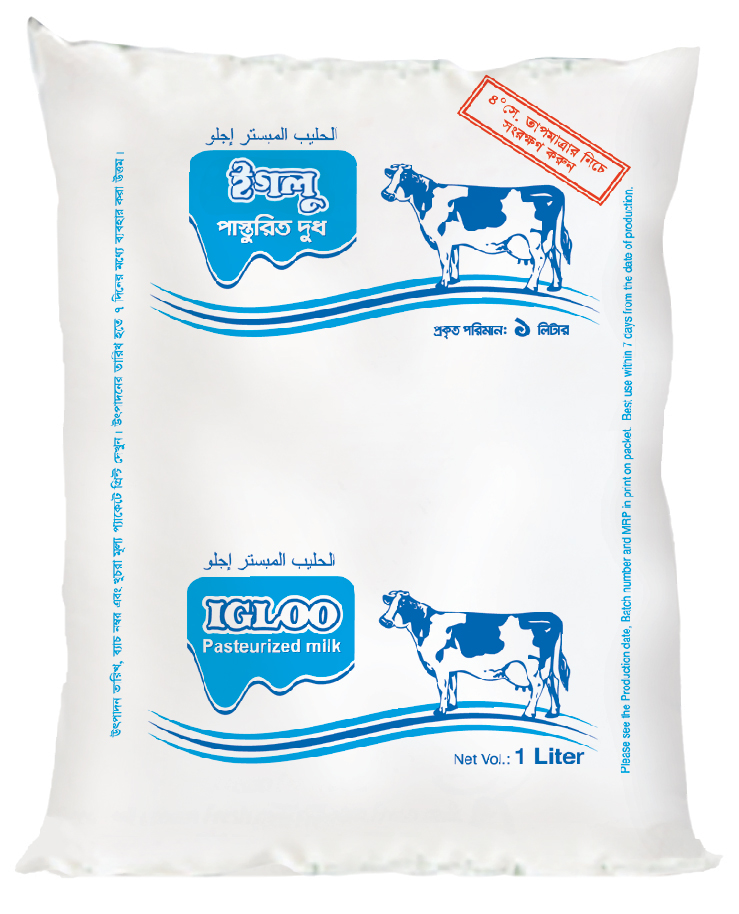 الحليب المبستر إجلو
ইগলু
পাস্তুরিত দুধ
৪°সে. তাপমাত্রার নিচে
সংরক্ষণ করুন
প্রকৃত পরিমান: ১ লিটার
উৎপাদন তারিখ, ব্যাচ নম্বর এবং খুচরা মূল্য প্যাকেটে প্রিন্ট দেখুন। উৎপাদনের তারিখ হতে ৭ দিনের মধ্যে ব্যবহার করা উত্তম।
Please see the Production date, Batch number and MRP in print on packet. Best use within 7 days from the date of production.
الحليب المبستر إجلو
IGLOO
Pasteurized milk
Net Vol.: 1 Liter